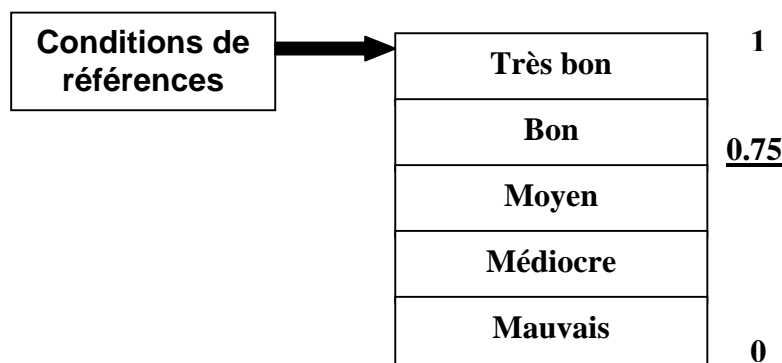 Conditions de
références
Très bon
1
Bon
0.75
Moyen
Médiocre
Mauvais
0